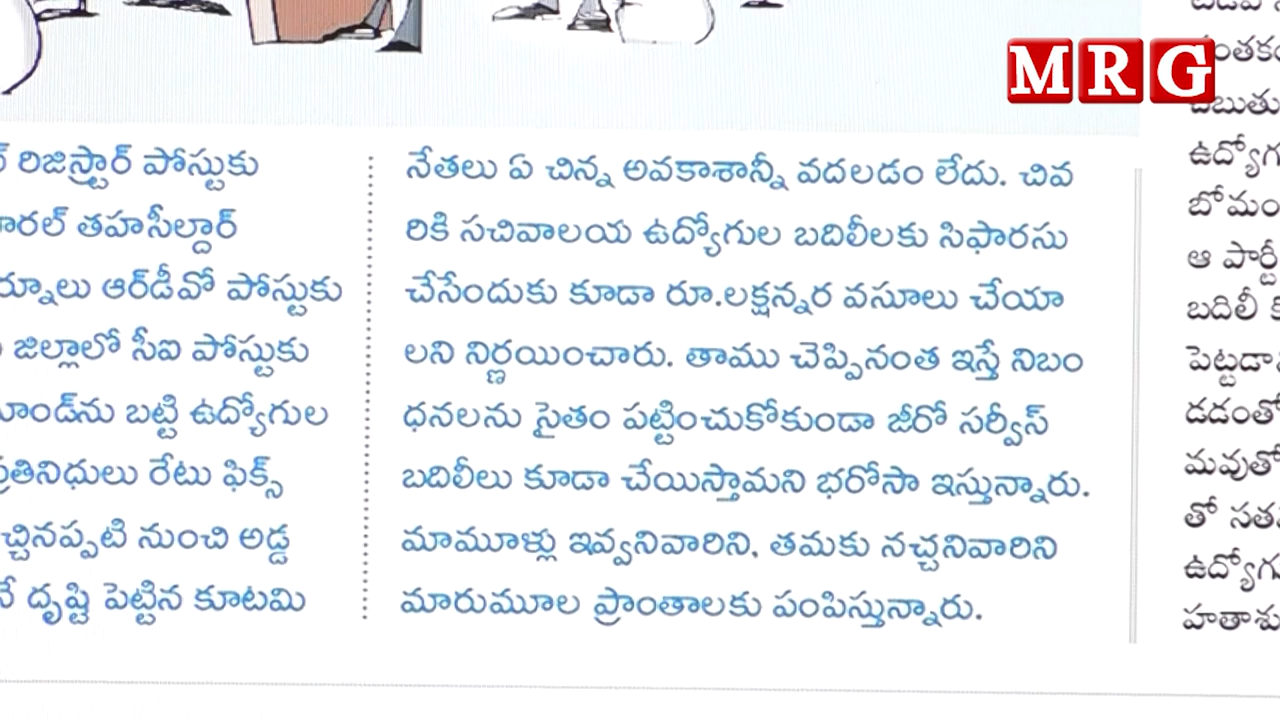 MRG
రిజిస్ట్రార్ పోస్టుకు
తహసీల్దార్
ఆర్‌డీవో పోస్టుకు
జిల్లాలో సీఐ పోస్టుకు
బట్టి ఉద్యోగుల
రేటు ఫిక్స్
నుంచి అడ్డ
దృష్టి పెట్టిన కూటమి
నేతలు ఏ చిన్న అవకాశాన్నీ వదలడం లేదు. చివ
రికి సచివాలయ ఉద్యోగుల బదిలీలకు సిఫారసు
చేసేందుకు కూడా రూ.లక్షన్నర వసూలు చేయా
లని నిర్ణయించారు. తాము చెప్పినంత ఇస్తే నిబం
ధనలను సైతం పట్టించుకోకుండా జీరో సర్వీస్
బదిలీలు కూడా చేయిస్తామని భరోసా ఇస్తున్నారు.
మామూళ్లు ఇవ్వనివారిని, తమకు నచ్చనివారిని
మారుమూల ప్రాంతాలకు పంపిస్తున్నారు.
ఆ పార్టీ
బదిలీ
తో